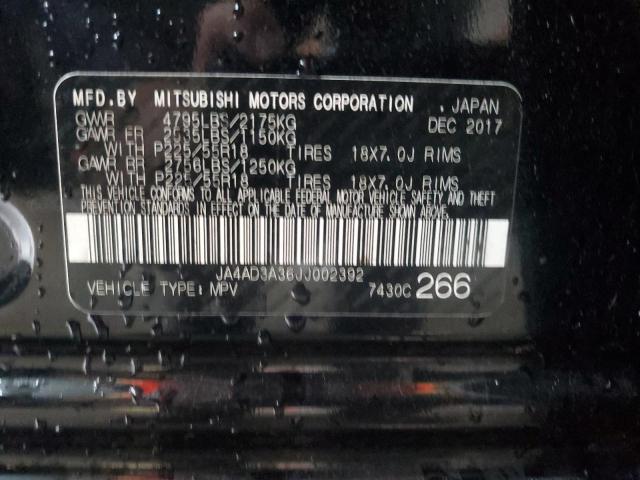 MFD.BY MITSUBISHI MOTORS CORPORATION . JAPAN
GVWR 4795LBS/2175KG DEC 2017
GAWR FR 2535LBS/1150KG
WITH P225/55R18 TIRES 18X7.0J RIMS
GAWR RR 2756LBS/1250KG
WITH P225/55R18 TIRES 18X7.0J RIMS
THIS VEHICLE CONFORMS TO ALL APPLICABLE FEDERAL MOTOR VEHICLE SAFETY AND THEFT
PREVENTION STANDARDS IN EFFECT ON THE DATE OF MANUFACTURE SHOWN ABOVE.
JA4AD3A36JJ002392
VEHICLE TYPE: MPV 7430C 266